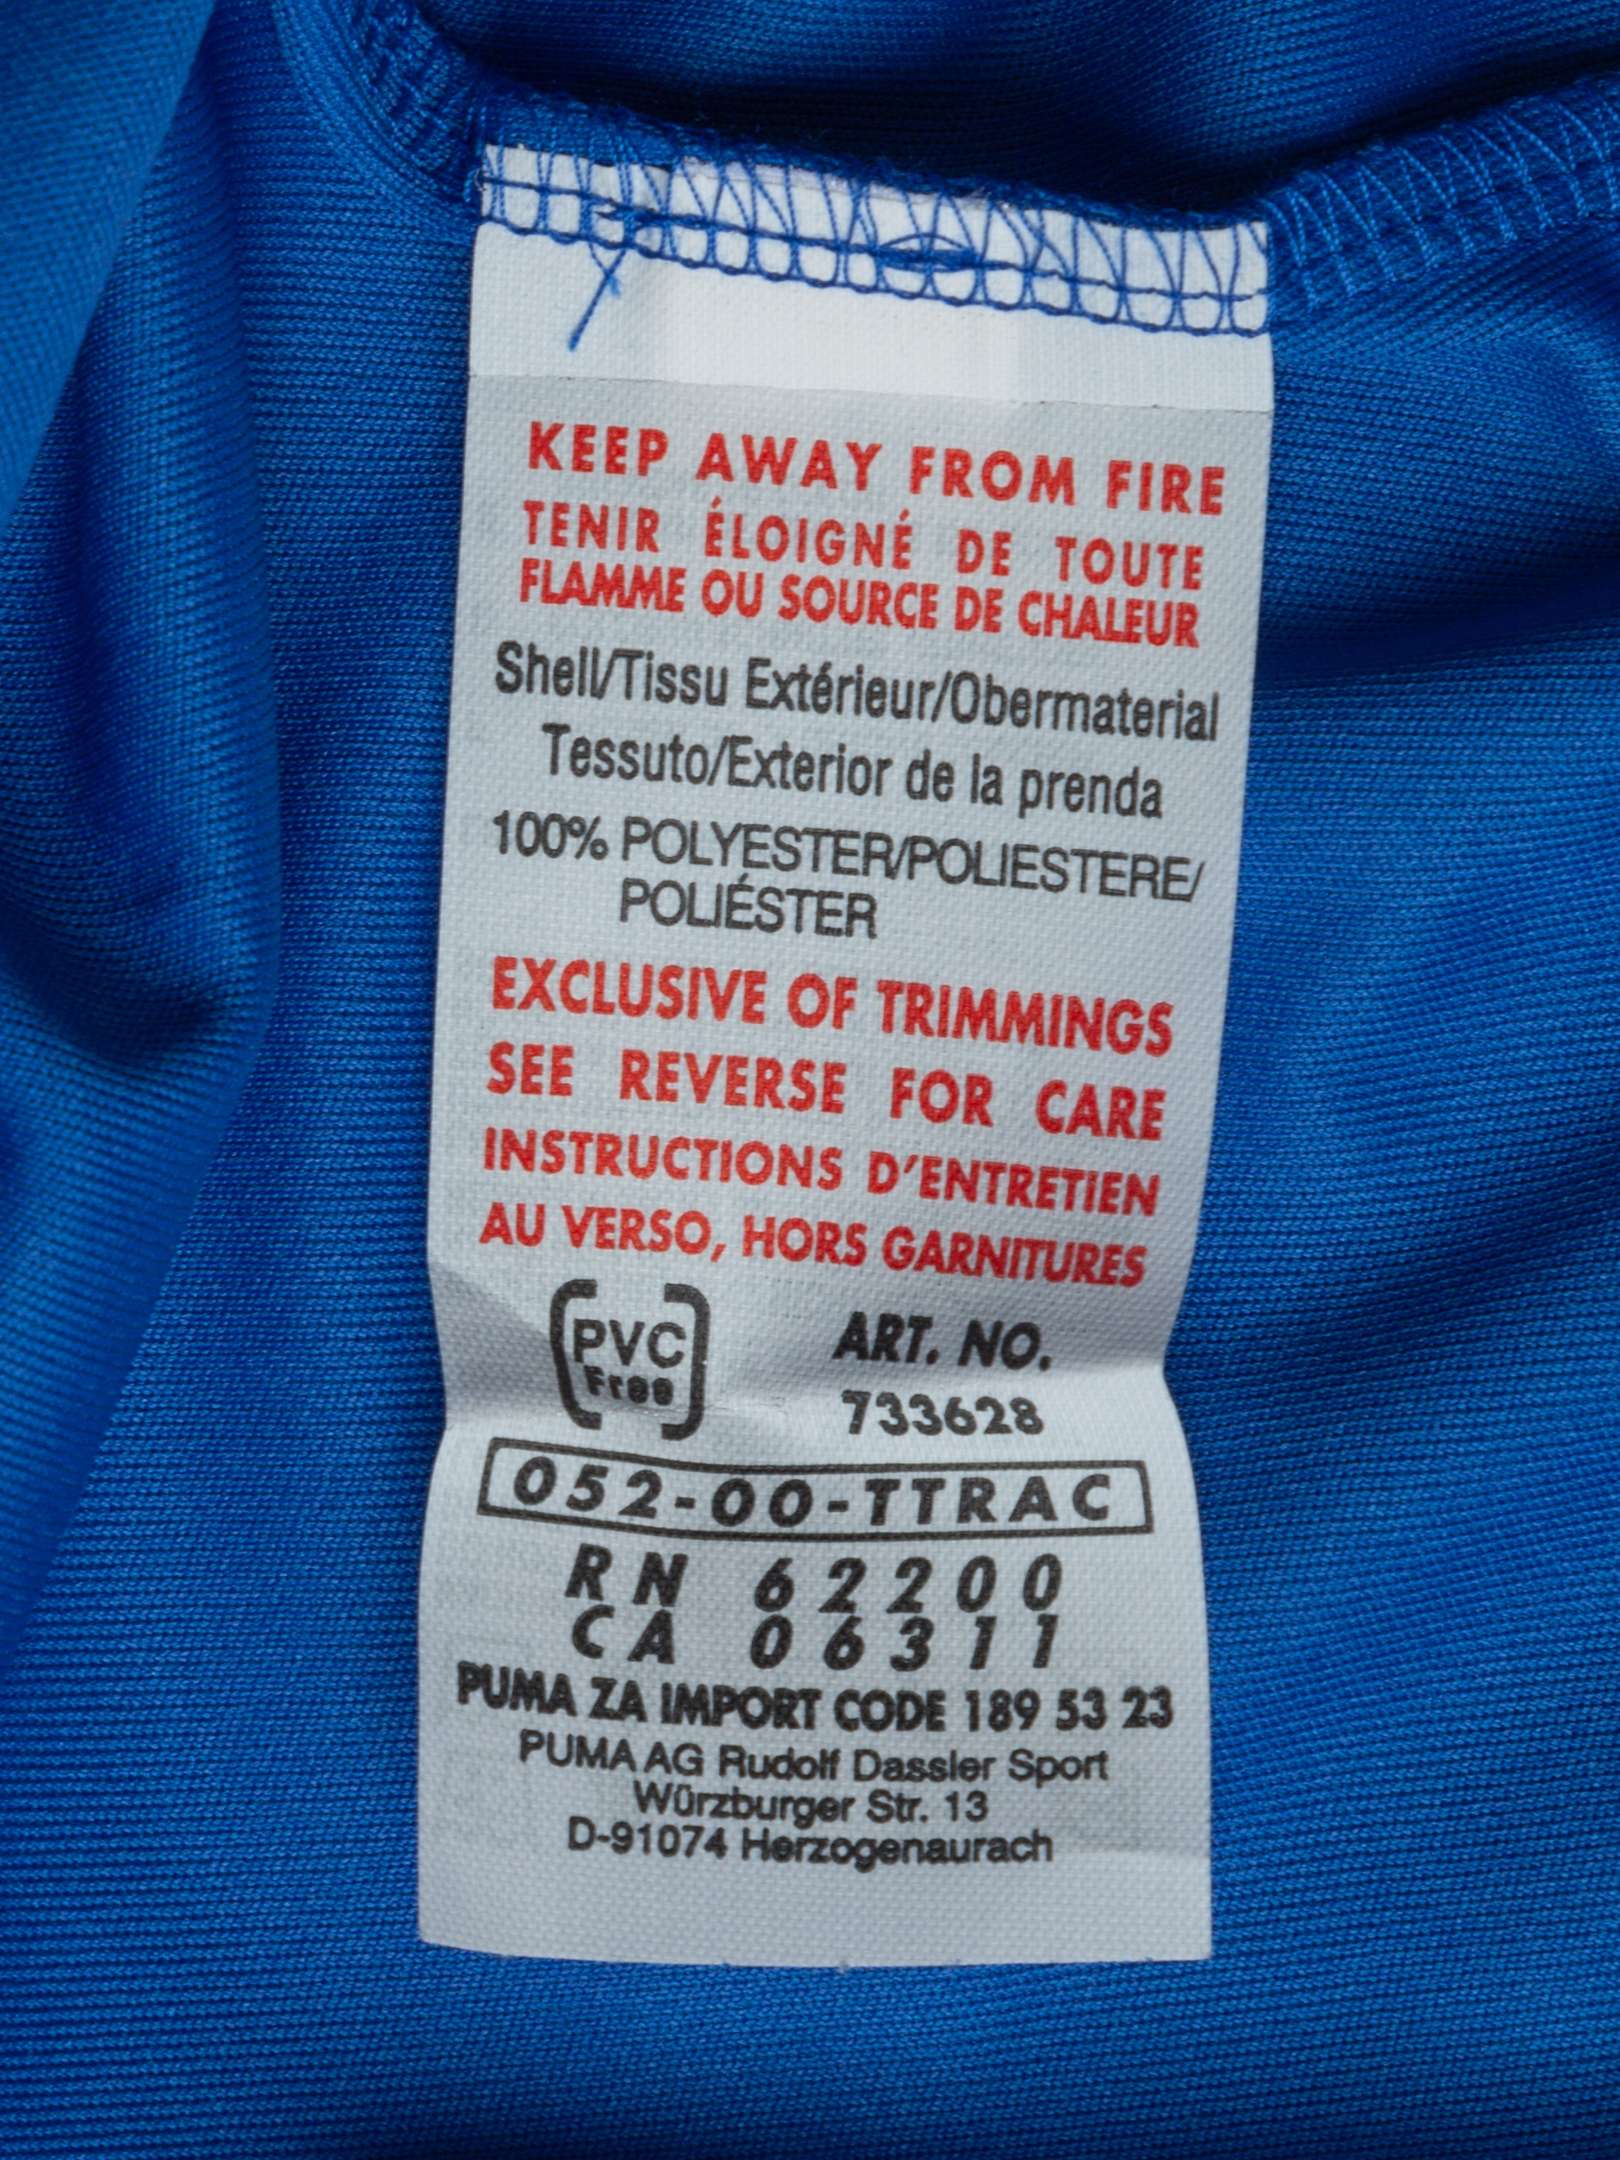 KEEP AWAY FROM FIRE
TENIR ÉLOIGNÉ DE TOUTE
FLAMME OU SOURCE DE CHALEUR
Shell/Tissu Extérieur/Obermaterial
Tessuto/Exterior de la prenda
100% POLYESTER/POLIESTERE/
POLIÉSTER
EXCLUSIVE OF TRIMMINGS
SEE REVERSE FOR CARE
INSTRUCTIONS D'ENTRETIEN
AU VERSO, HORS GARNITURES
PVC
Free
ART. NO.
733628
052-00-TTRAC
RN 62200
CA 06311
PUMA ZA IMPORT CODE 189 53 23
PUMA AG Rudolf Dassler Sport
Würzburger Str. 13
D-91074 Herzogenaurach